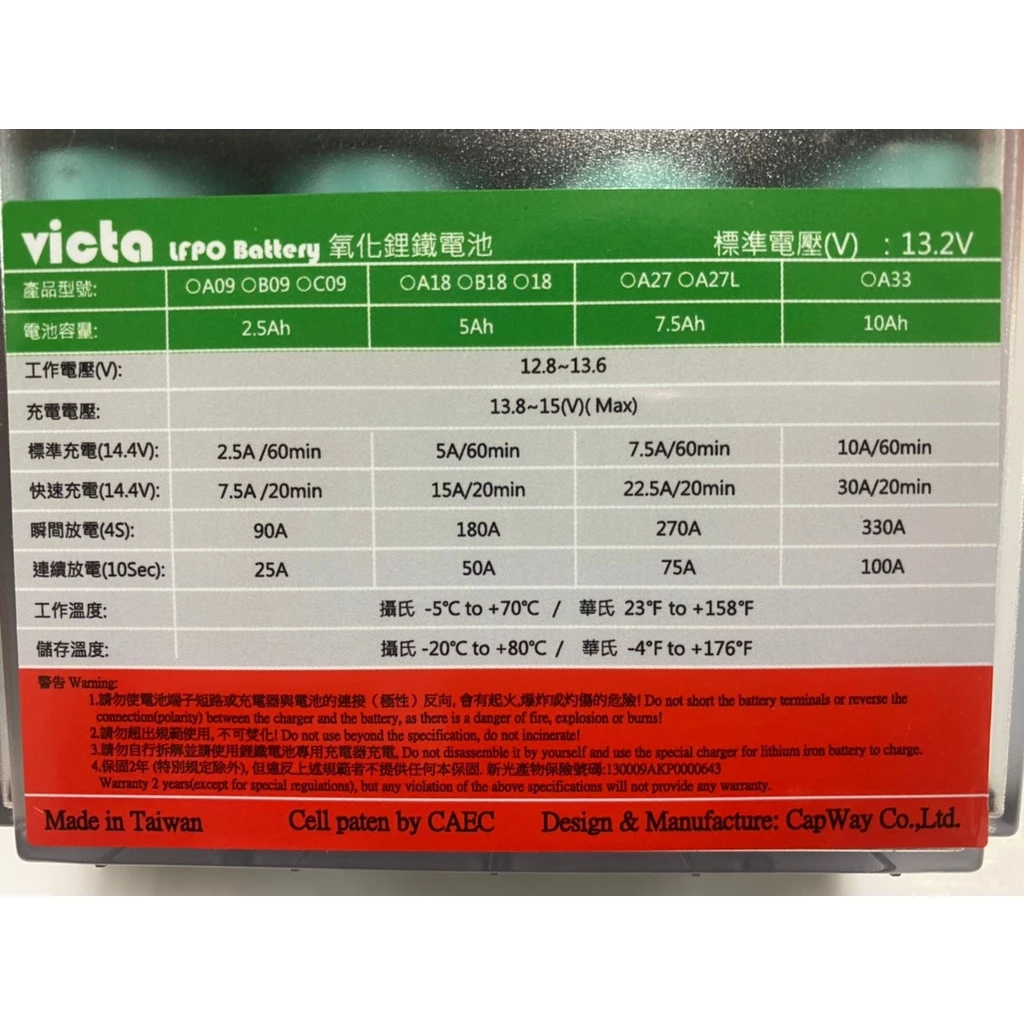 victa LFPO Battery 氧化鋰鐵電池 標準電壓(V) : 13.2V
產品型號: ○A09 ○B09 ○C09 ○A18 ○B18 ○18 ○A27 ○A27L ○A33
電池容量: 2.5Ah 5Ah 7.5Ah 10Ah
工作電壓(V): 12.8~13.6
充電電壓: 13.8~15(V)( Max)
標準充電(14.4V): 2.5A /60min 5A/60min 7.5A/60min 10A/60min
快速充電(14.4V): 7.5A /20min 15A/20min 22.5A/20min 30A/20min
瞬間放電(4S): 90A 180A 270A 330A
連續放電(10Sec): 25A 50A 75A 100A
工作溫度: 攝氏 -5℃ to +70℃ / 華氏 23°F to +158°F
儲存溫度: 攝氏 -20℃ to +80℃ / 華氏 -4°F to +176°F
警告 Warning:
1.請勿使電池端子短路或充電器與電池的連接（極性）反向, 會有起火,爆炸或灼傷的危險! Do not short the battery terminals or reverse the
connection(polarity) between the charger and the battery, as there is a danger of fire, explosion or burns!
2.請勿超出規範使用, 不可焚化! Do not use beyond the specification, do not incinerate!
3.請勿自行拆解並請使用鋰鐵電池專用充電器充電. Do not disassemble it by yourself and use the special charger for lithium iron battery to charge.
4.保固2年 (特別規定除外), 但違反上述規範者不提供任何本保固. 新光產物保險號碼:130009AKP0000643
Warranty 2 years(except for special regulations), but any violation of the above specifications will not provide any warranty.
Made in Taiwan Cell paten by CAEC Design & Manufacture: CapWay Co.,Ltd.